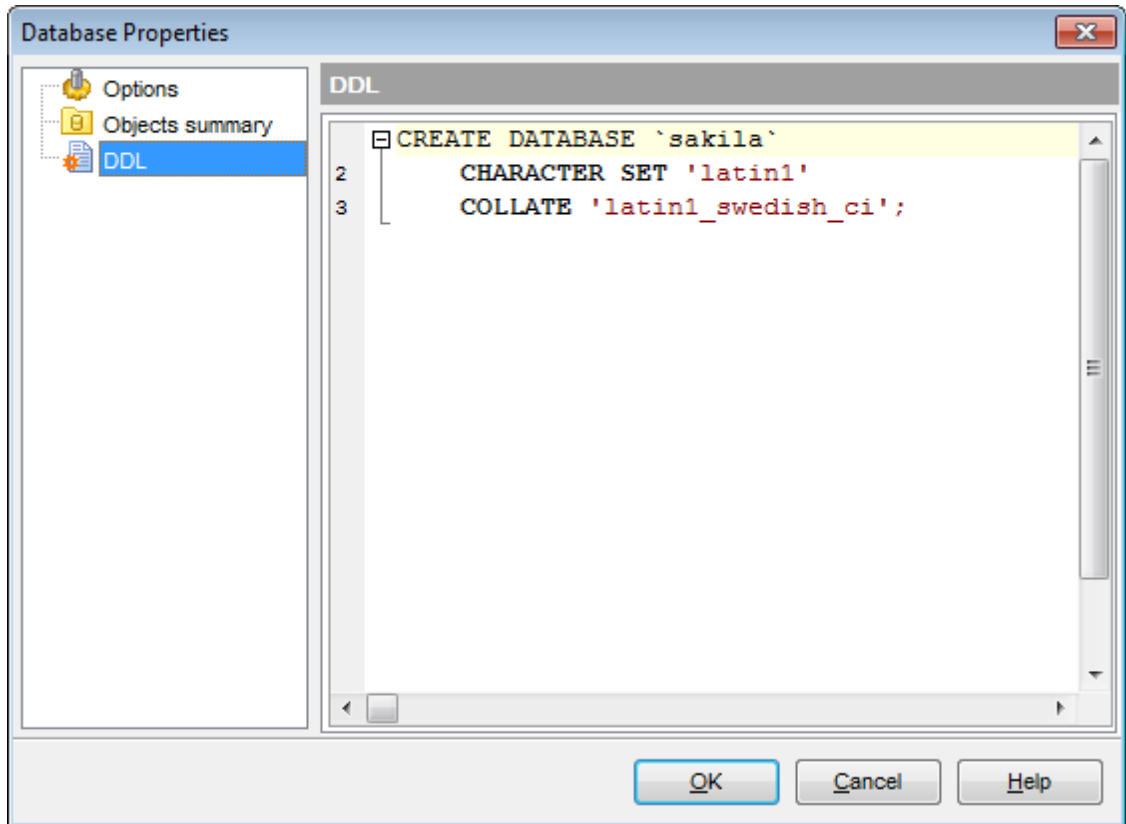 Database Properties
Options
Objects summary
DDL
DDL
CREATE DATABASE `sakila`
2 CHARACTER SET 'latin1'
3 COLLATE 'latin1_swedish_ci';
OK Cancel Help